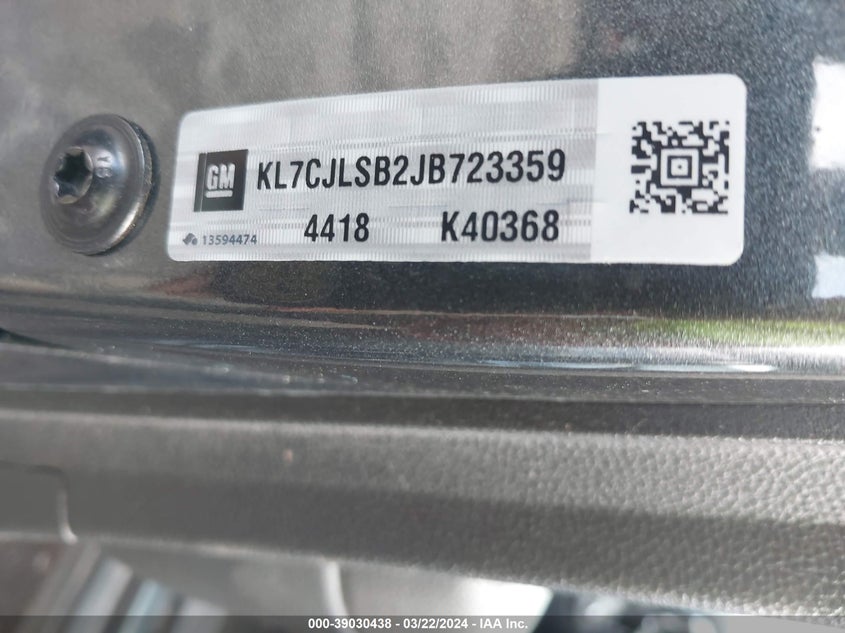 GM KL7CJLSB2JB723359
13594474 4418 K40368
000-39030438 - 03/22/2024 - IAA Inc.